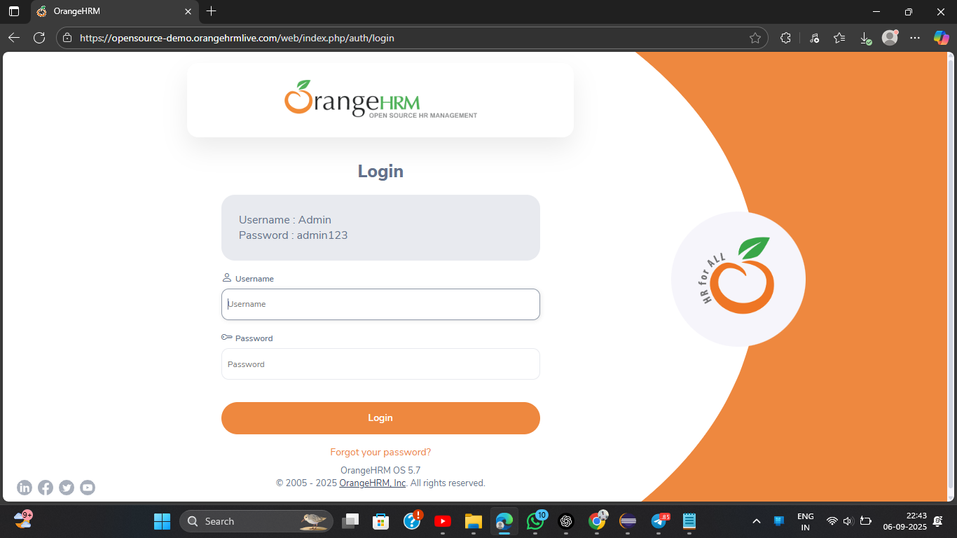 OrangeHRM
https://opensource-demo.orangehrmlive.com/web/index.php/auth/login
OrangeHRM
OPEN SOURCE HR MANAGEMENT
Login
Username : Admin
Password : admin123
Username
Username
Password
Password
Login
Forgot your password?
OrangeHRM OS 5.7
© 2005 - 2025 OrangeHRM, Inc. All rights reserved.
HR for ALL
9+
Search
10
ENG
IN
22:43
06-09-2025